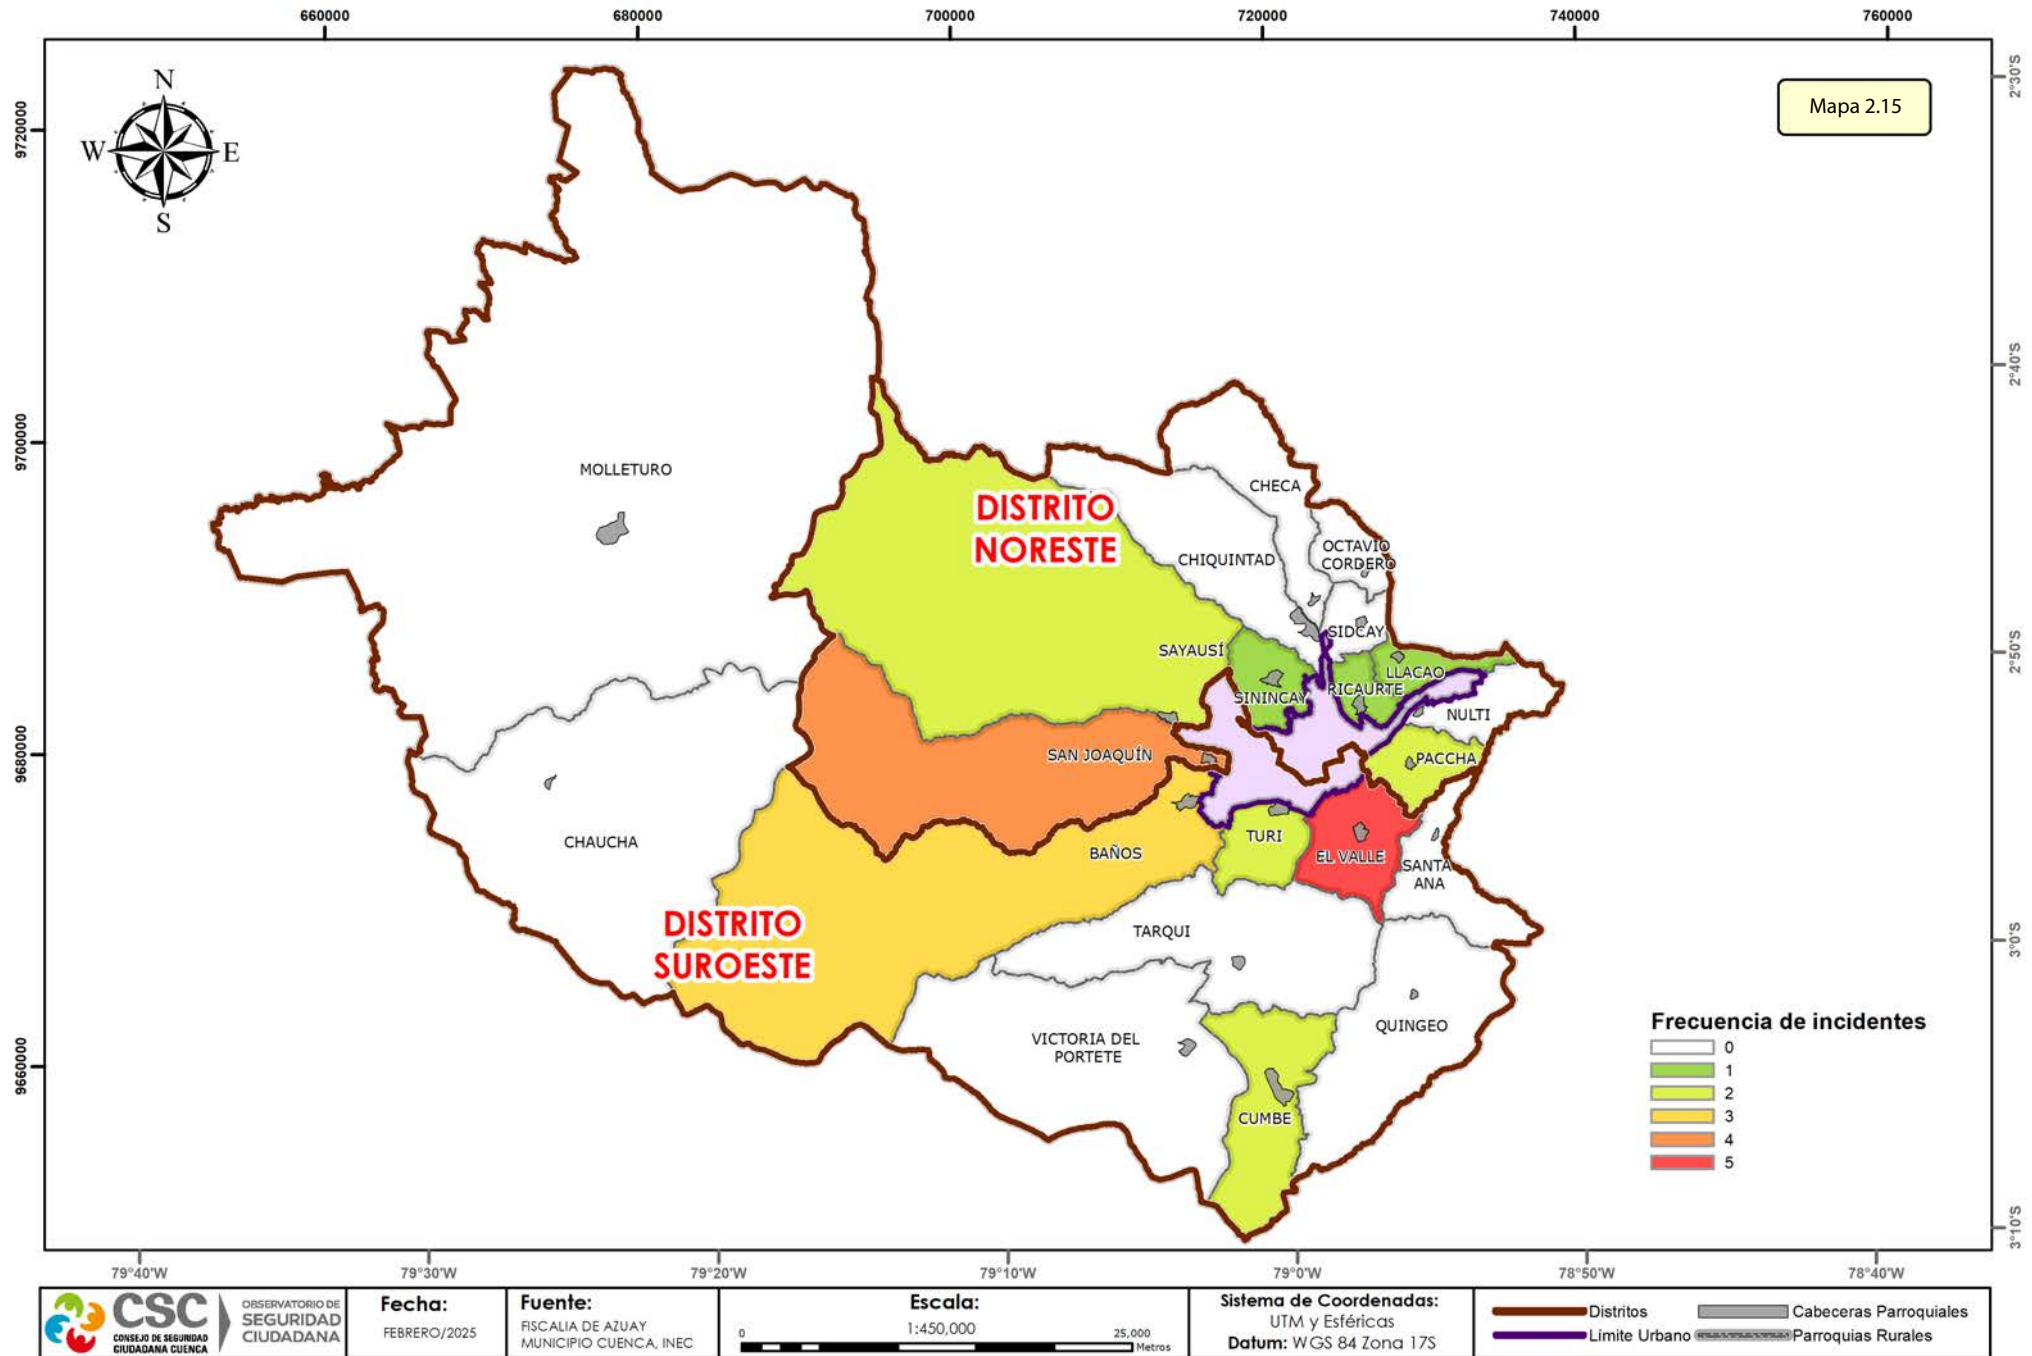 660000 680000 700000 720000 740000 760000
Mapa 2.15
N
W E
S
9720000
9700000
9680000
9660000
2°30'S
2°40'S
2°50'S
3°0'S
3°10'S
MOLLETURO
DISTRITO
NORESTE
CHECA
OCTAVIO
CORDERO
CHIQUINTAD
SIDCAY
SAYAUSÍ
LLACAO
RICAURTE
SININCAY
NULTI
SAN JOAQUÍN
PACCHA
CHAUCHA
TURI
BAÑOS
EL VALLE
SANTA
ANA
DISTRITO
SUROESTE
TARQUI
QUINGEO
VICTORIA DEL
PORTETE
CUMBE
Frecuencia de incidentes
0
1
2
3
4
5
79°40'W 79°30'W 79°20'W 79°10'W 79°0'W 78°50'W 78°40'W
CSC
CONSEJO DE SEGURIDAD
CIUDADANA CUENCA
OBSERVATORIO DE
SEGURIDAD
CIUDADANA
Fecha:
FEBRERO/2025
Fuente:
FISCALIA DE AZUAY
MUNICIPIO CUENCA, INEC
Escala:
1:450,000
0 25,000
Metros
Sistema de Coordenadas:
UTM y Esféricas
Datum: WGS 84 Zona 17S
Distritos
Límite Urbano
Cabeceras Parroquiales
Parroquias Rurales